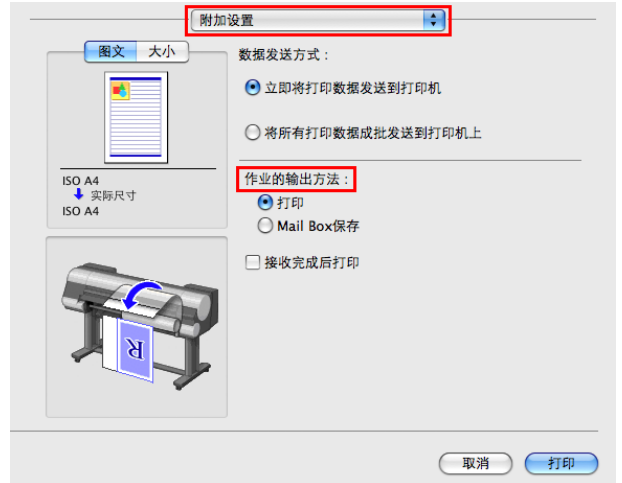 附加设置
图文 大小
数据发送方式：
立即将打印数据发送到打印机
将所有打印数据成批发送到打印机上
ISO A4
实际尺寸
ISO A4
作业的输出方法：
打印
Mail Box保存
接收完成后打印
R
取消 打印